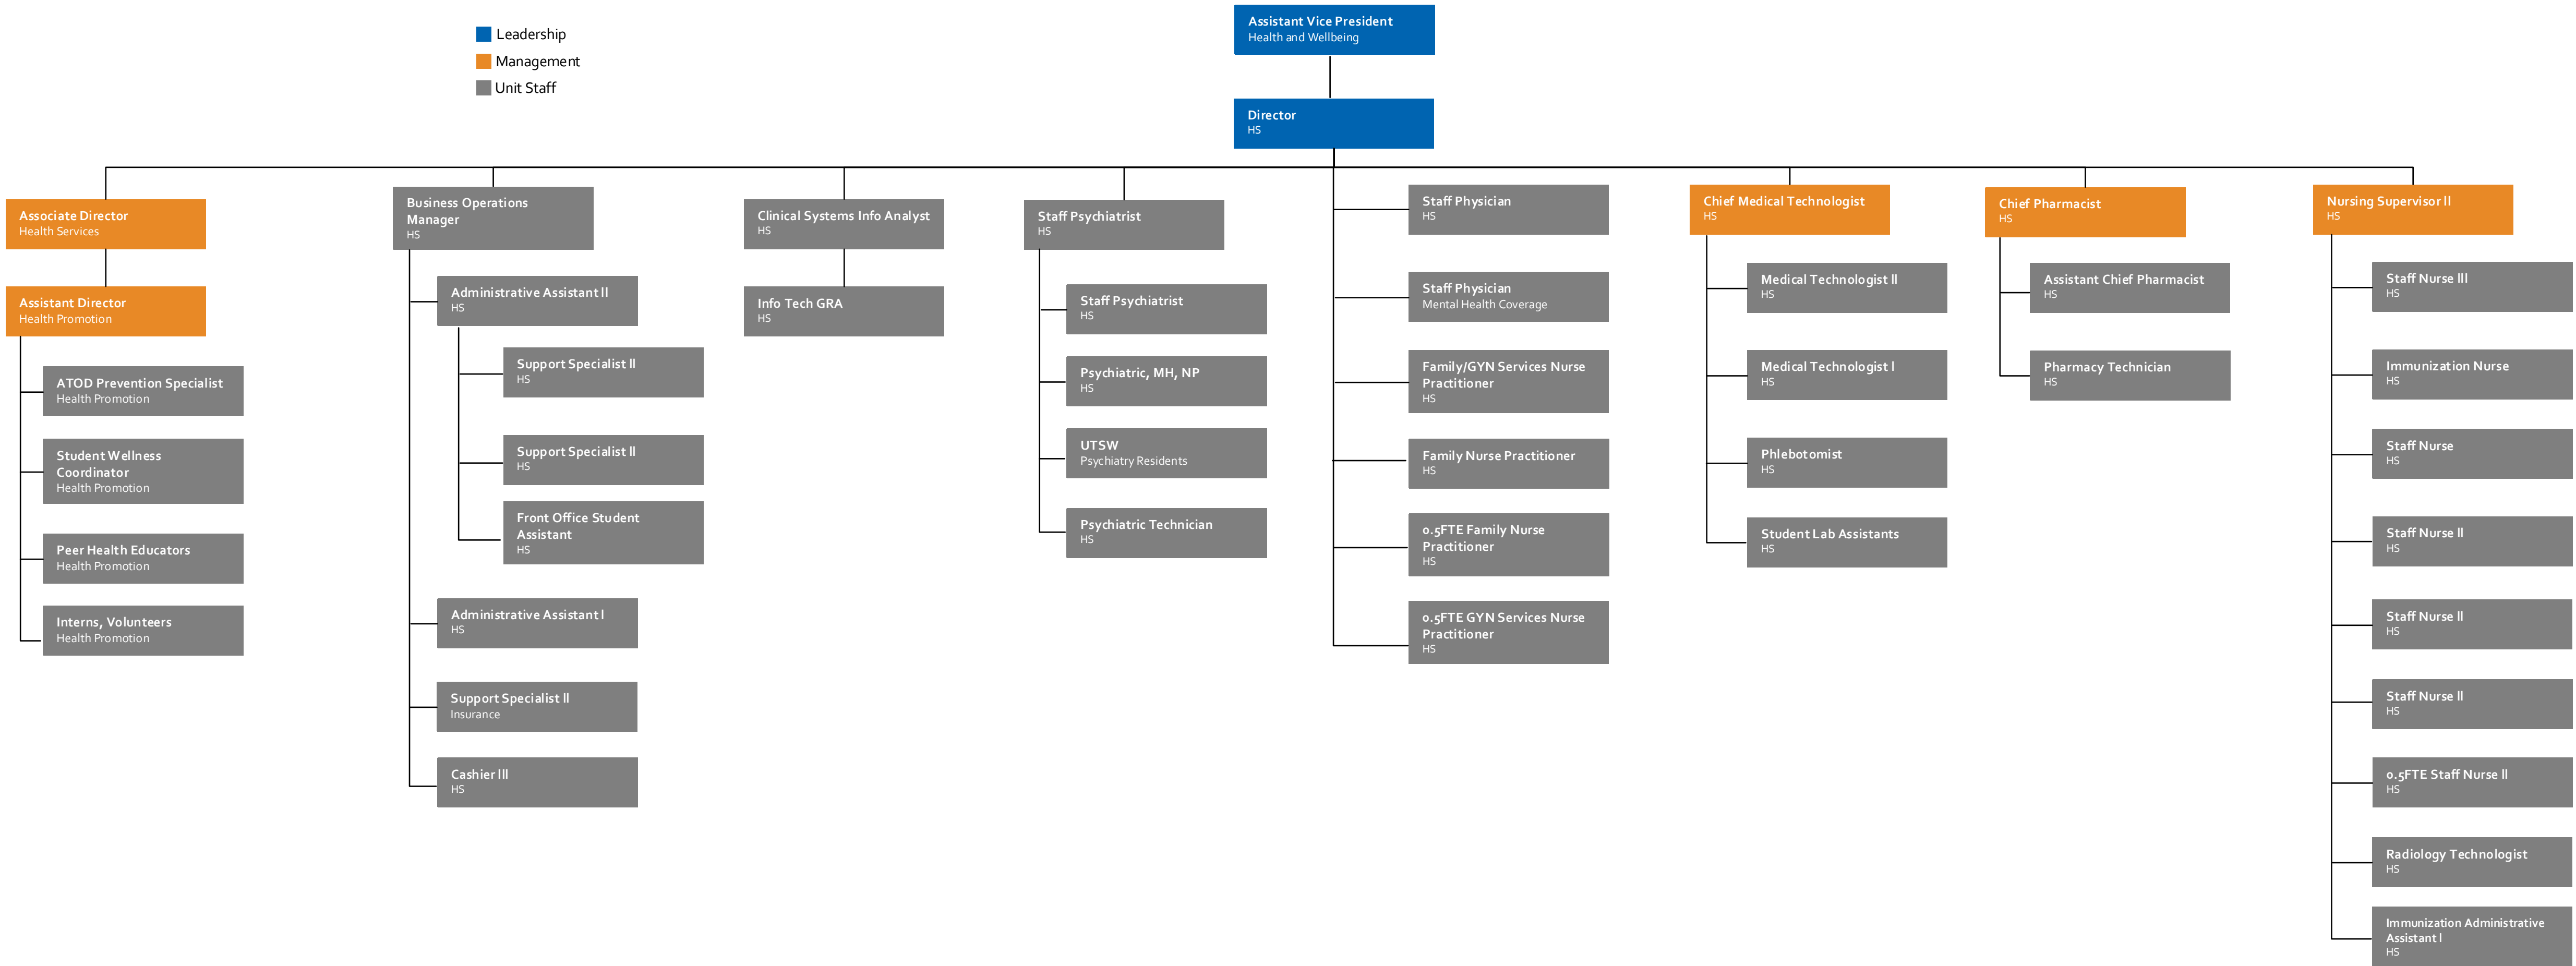 Leadership
Management
Unit Staff
Assistant Vice President
Health and Wellbeing
Director
HS
Associate Director
Health Services
Assistant Director
Health Promotion
ATOD Prevention Specialist
Health Promotion
Student Wellness
Coordinator
Health Promotion
Peer Health Educators
Health Promotion
Interns, Volunteers
Health Promotion
Business Operations
Manager
HS
Administrative Assistant II
HS
Support Specialist II
HS
Support Specialist II
HS
Front Office Student
Assistant
HS
Administrative Assistant I
HS
Support Specialist II
Insurance
Cashier III
HS
Clinical Systems Info Analyst
HS
Info Tech GRA
HS
Staff Psychiatrist
HS
Staff Psychiatrist
HS
Psychiatric, MH, NP
HS
UTSW
Psychiatry Residents
Psychiatric Technician
HS
Staff Physician
HS
Staff Physician
Mental Health Coverage
Family/GYN Services Nurse
Practitioner
HS
Family Nurse Practitioner
HS
0.5FTE Family Nurse
Practitioner
HS
0.5FTE GYN Services Nurse
Practitioner
HS
Chief Medical Technologist
HS
Medical Technologist II
HS
Medical Technologist I
HS
Phlebotomist
HS
Student Lab Assistants
HS
Chief Pharmacist
HS
Assistant Chief Pharmacist
HS
Pharmacy Technician
HS
Nursing Supervisor II
HS
Staff Nurse III
HS
Immunization Nurse
HS
Staff Nurse
HS
Staff Nurse II
HS
Staff Nurse II
HS
Staff Nurse II
HS
0.5FTE Staff Nurse II
HS
Radiology Technologist
HS
Immunization Administrative
Assistant I
HS